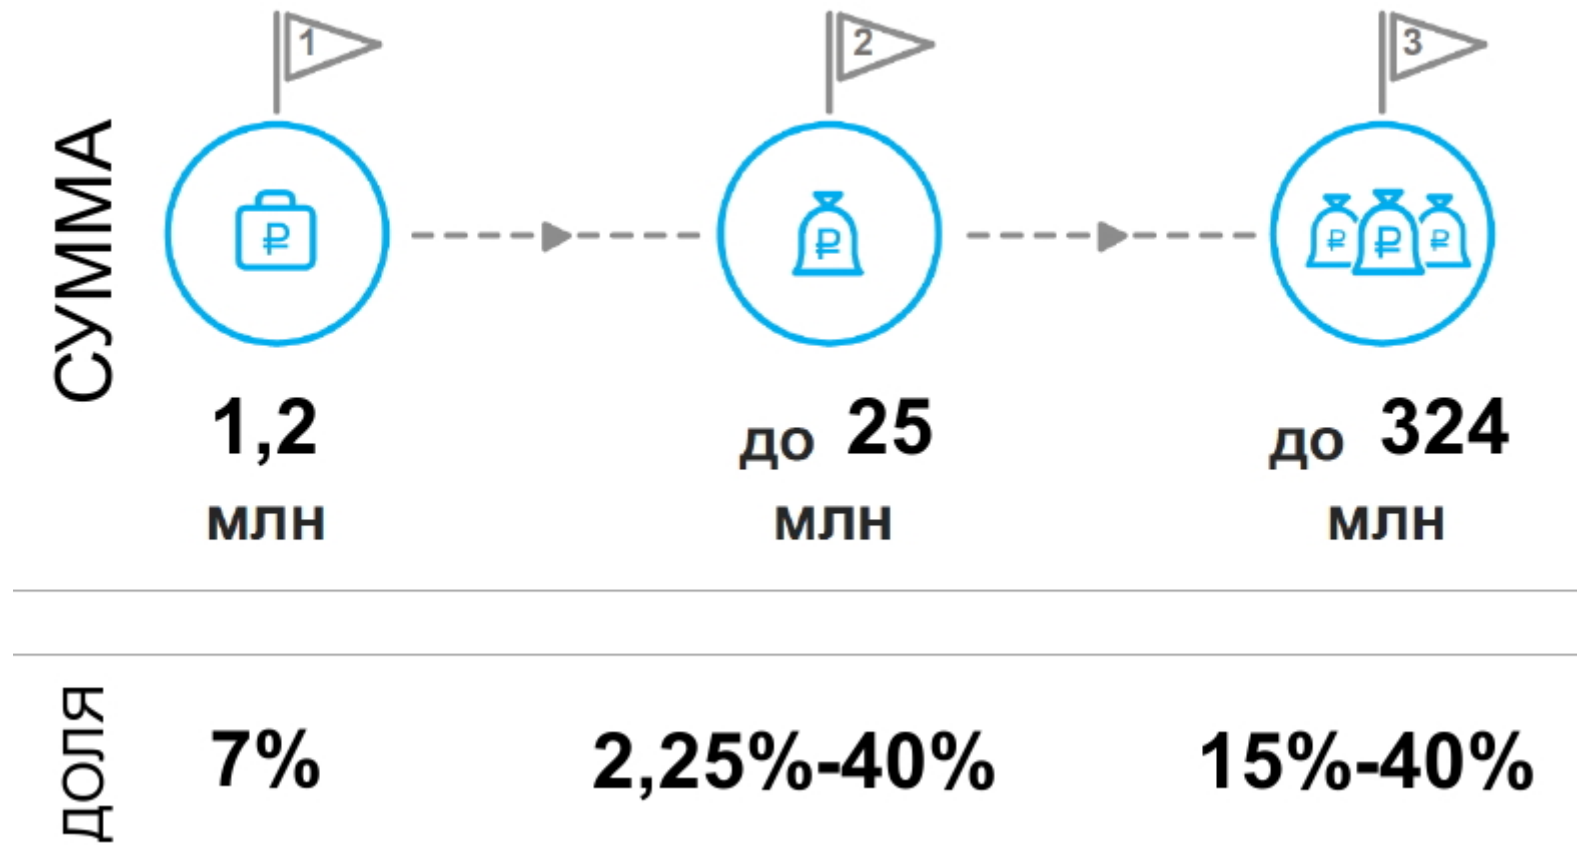 1
2
3
СУММА
₽
₽
₽ ₽ ₽
1,2
млн
до 25
млн
до 324
млн
ДОЛЯ
7%
2,25%-40%
15%-40%